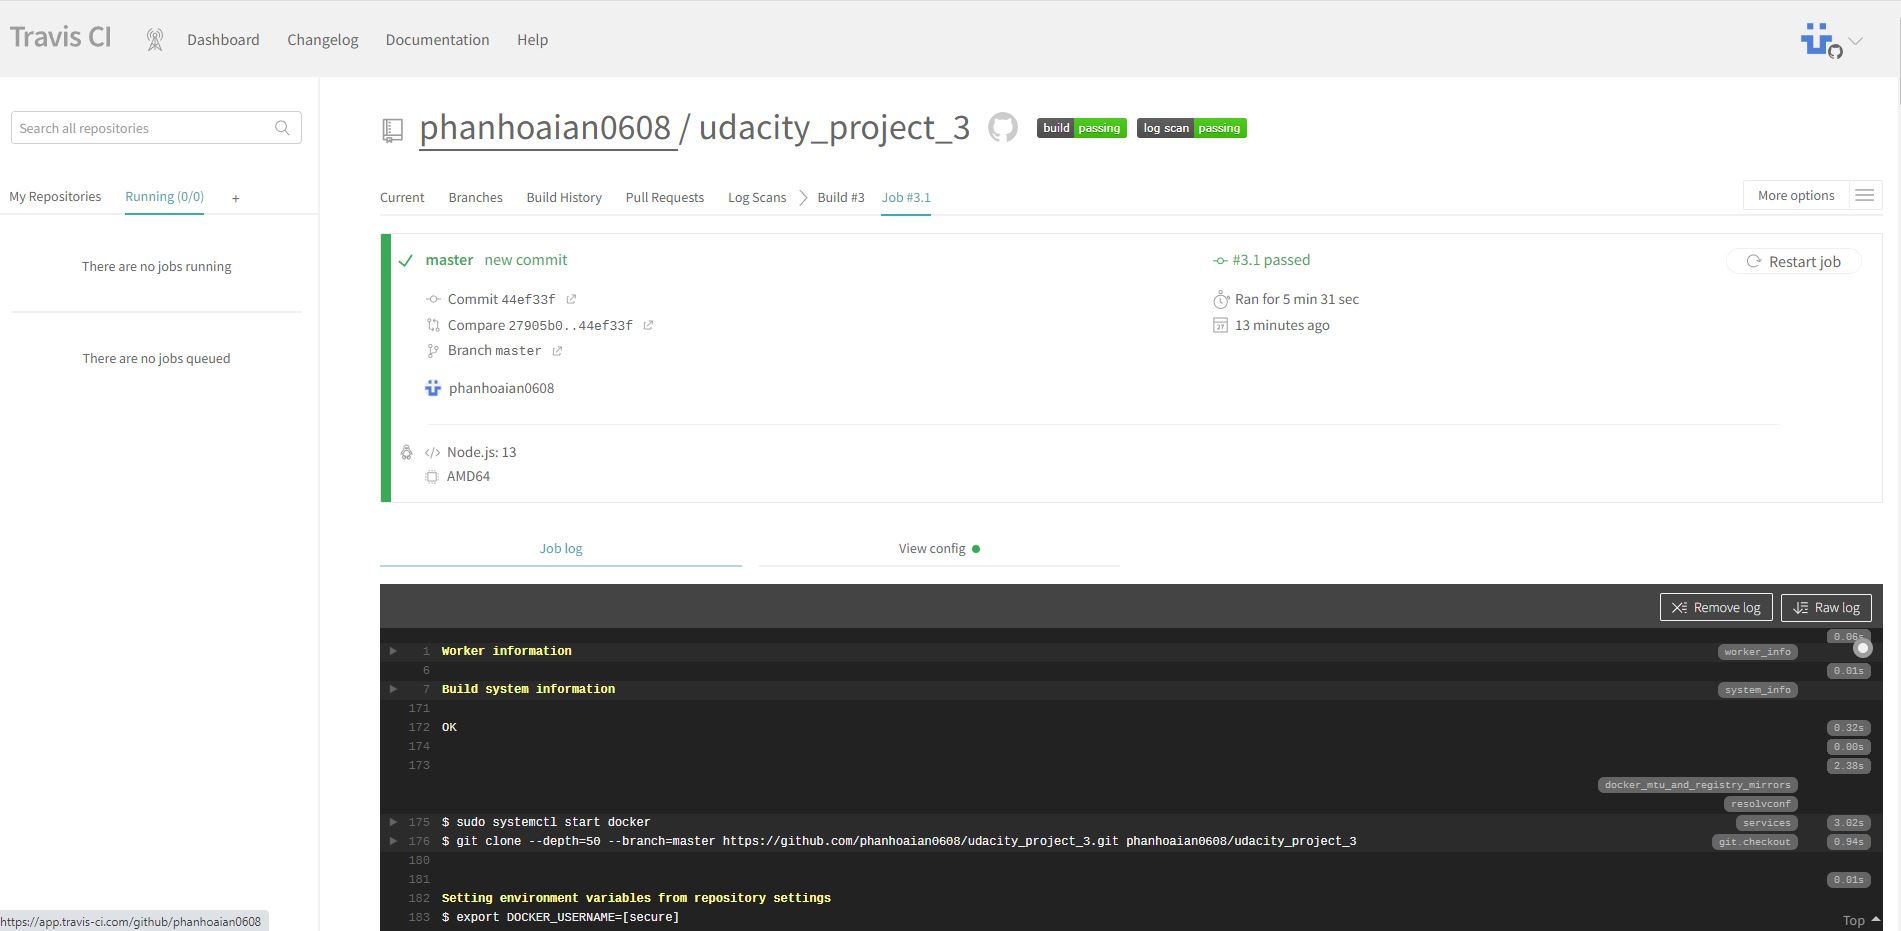 Travis CI Dashboard Changelog Documentation Help
Search all repositories
My Repositories Running (0/0) +
There are no jobs running
There are no jobs queued
phanhoaian0608 / udacity_project_3 build passing log scan passing
Current Branches Build History Pull Requests Log Scans Build #3 Job #3.1 More options
master new commit #3.1 passed Restart job
Commit 44ef33f Ran for 5 min 31 sec
Compare 27905b0..44ef33f 13 minutes ago
Branch master
phanhoaian0608
</> Node.js: 13
AMD64
Job log View config
Remove log Raw log
0.06s
1 Worker information worker_info
6 0.01s
7 Build system information system_info
171
172 OK 0.32s
174 0.00s
173 2.38s
docker_mtu_and_registry_mirrors
resolvconf
175 $ sudo systemctl start docker services 3.02s
176 $ git clone --depth=50 --branch=master https://github.com/phanhoaian0608/udacity_project_3.git phanhoaian0608/udacity_project_3 git.checkout 0.94s
180
181 0.01s
182 Setting environment variables from repository settings
183 $ export DOCKER_USERNAME=[secure]
https://app.travis-ci.com/github/phanhoaian0608 Top